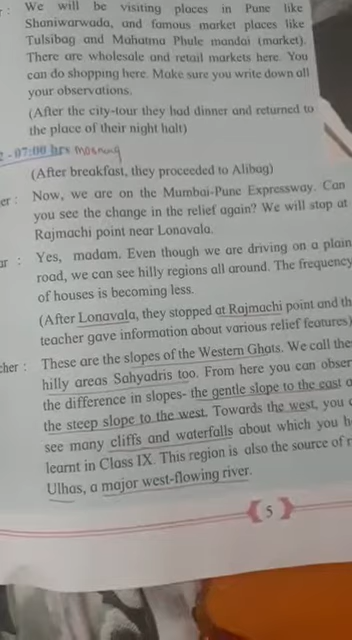 r : We will be visiting places in Pune like
Shaniwarwada, and famous market places like
Tulsibag and Mahatma Phule mandai (market).
There are wholesale and retail markets here. You
can do shopping here. Make sure you write down all
your observations.
(After the city-tour they had dinner and returned to
the place of their night halt)
2 - 07:00 hrs morning
(After breakfast, they proceeded to Alibag)
er : Now, we are on the Mumbai-Pune Expressway. Can
you see the change in the relief again? We will stop at
Rajmachi point near Lonavala.
ar : Yes, madam. Even though we are driving on a plain
road, we can see hilly regions all around. The frequency
of houses is becoming less.
(After Lonavala, they stopped at Rajmachi point and th
teacher gave information about various relief features)
cher : These are the slopes of the Western Ghats. We call the
hilly areas Sahyadris too. From here you can obser
the difference in slopes- the gentle slope to the east a
the steep slope to the west. Towards the west, you c
see many cliffs and waterfalls about which you h
learnt in Class IX. This region is also the source of r
Ulhas, a major west-flowing river.
5